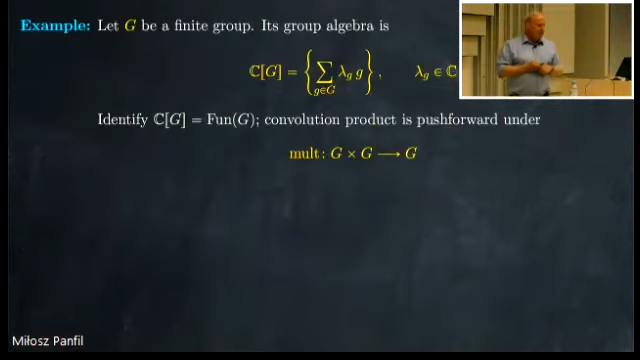 Example: Let G be a finite group. Its group algebra is
ℂ[G] = { ∑_{g∈G} λ_g g } , λ_g ∈ ℂ
Identify ℂ[G] = Fun(G); convolution product is pushforward under
mult: G × G ⟶ G
Miłosz Panfil